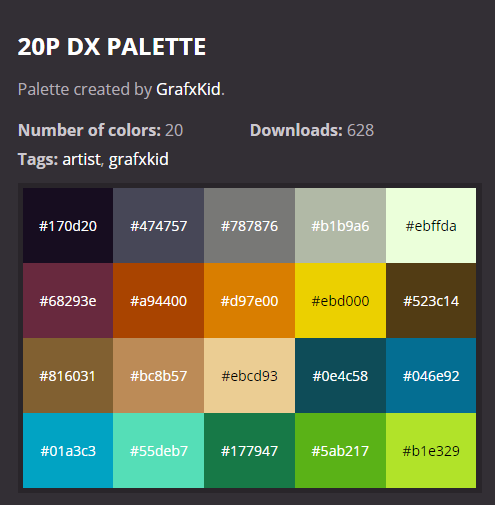 20P DX PALETTE
Palette created by GrafxKid.
Number of colors: 20 Downloads: 628
Tags: artist, grafxkid
#170d20 #474757 #787876 #b1b9a6 #ebffda
#68293e #a94400 #d97e00 #ebd000 #523c14
#816031 #bc8b57 #ebcd93 #0e4c58 #046e92
#01a3c3 #55deb7 #177947 #5ab217 #b1e329